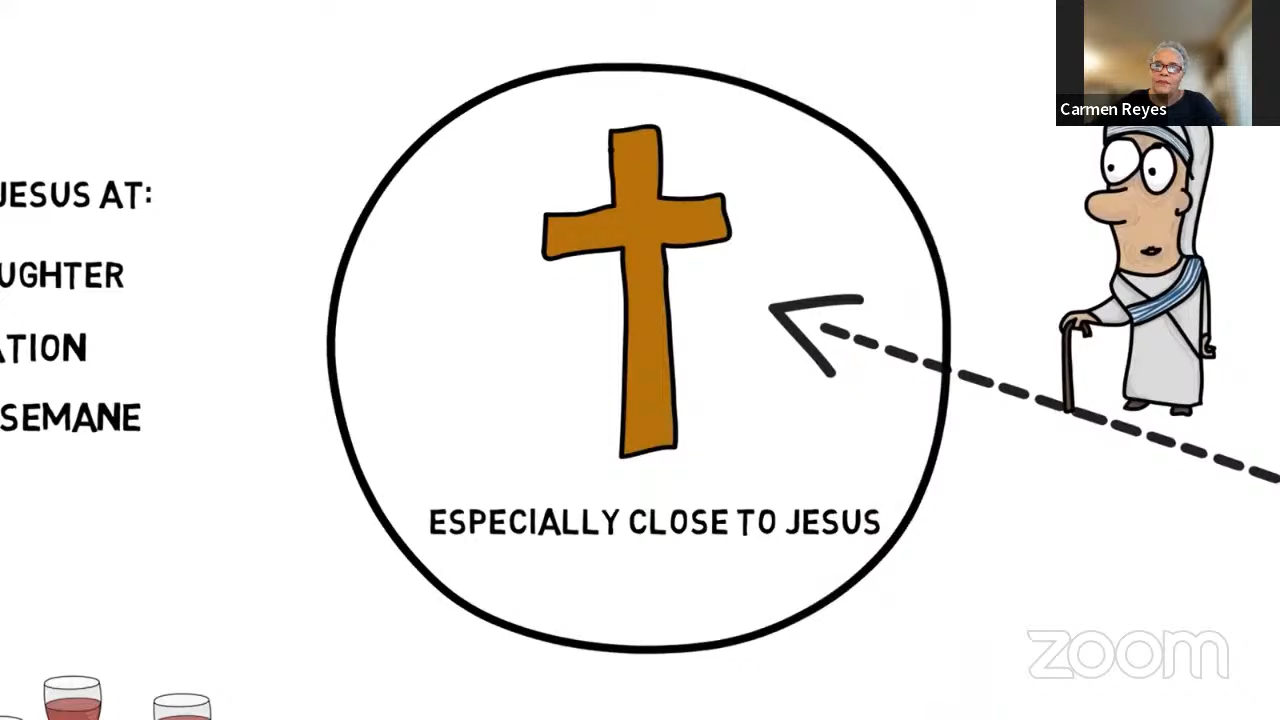 Carmen Reyes
JESUS AT:
UGHTER
ATION
SEMANE
ESPECIALLY CLOSE TO JESUS
zoom